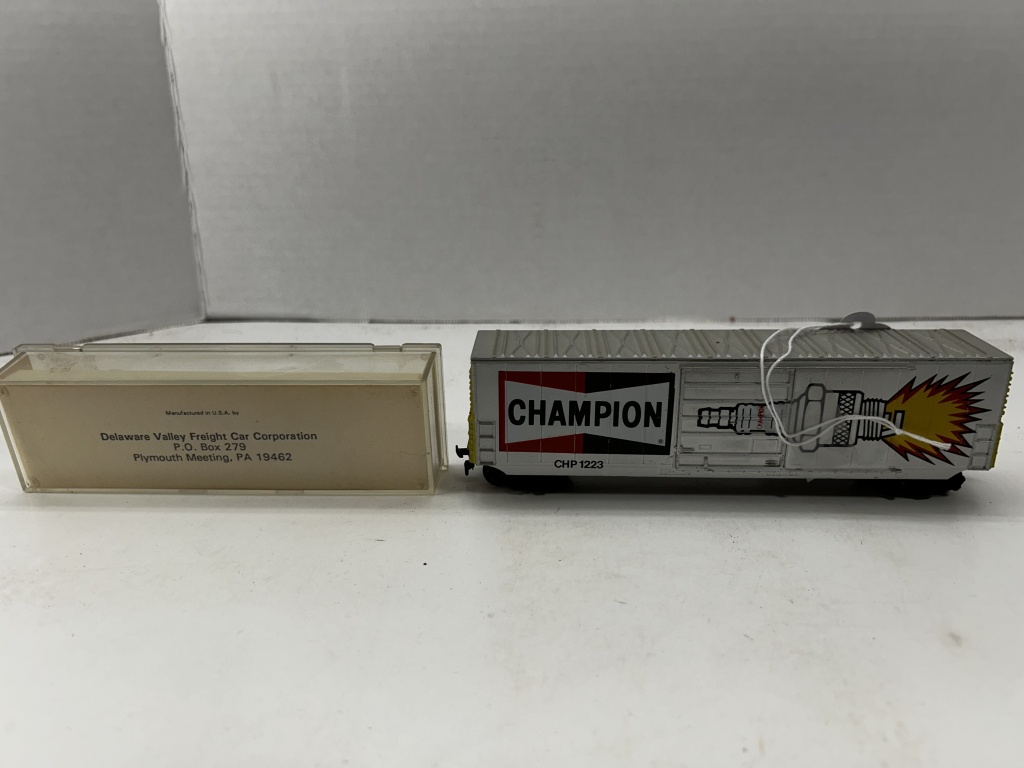 Manufactured in U.S.A. by
Delaware Valley Freight Car Corporation
P.O. Box 279
Plymouth Meeting, PA 19462
CHAMPION
CHP 1223